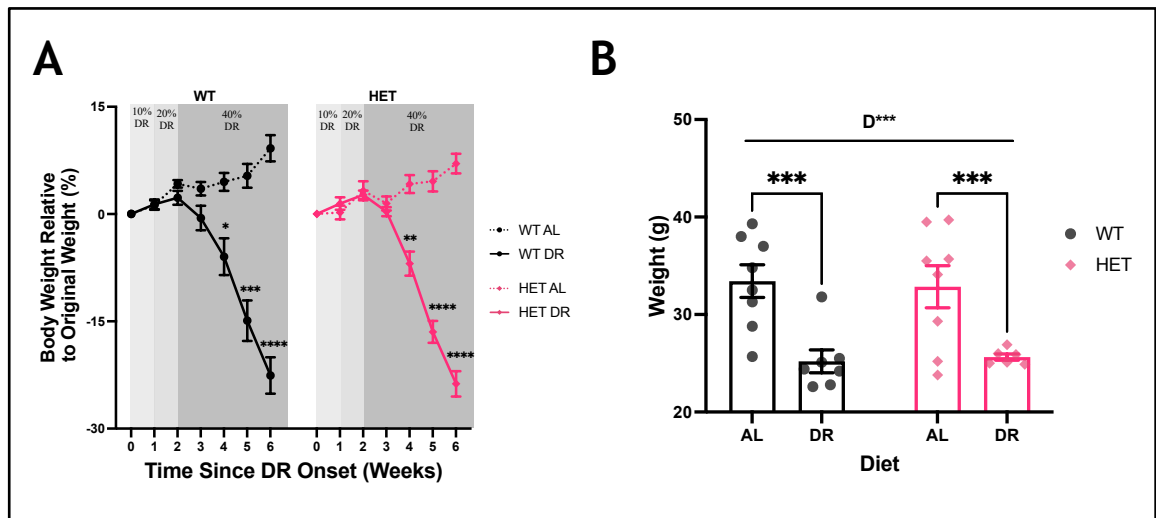 A
WT
HET
10%
DR
20%
DR
40%
DR
10%
DR
20%
DR
40%
DR
Body Weight Relative
to Original Weight (%)
15
0
-15
-30
*
***
****
**
****
****
0 1 2 3 4 5 6
0 1 2 3 4 5 6
Time Since DR Onset (Weeks)
WT AL
WT DR
HET AL
HET DR
B
D***
***
***
Weight (g)
50
40
30
20
AL DR AL DR
Diet
WT
HET